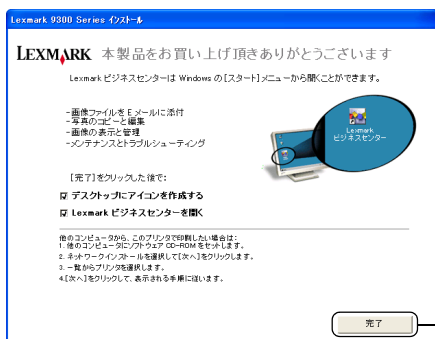 Lexmark 9300 Series インストール
LEXMARK 本製品をお買い上げ頂きありがとうございます
Lexmark ビジネスセンターは Windows の [スタート] メニューから開くことができます。
-画像ファイルを E メールに添付
-写真のコピーと編集
-画像の表示と管理
-メンテナンスとトラブルシューティング
Lexmark
ビジネスセンター
[完了]をクリックした後で:
デスクトップにアイコンを作成する
Lexmark ビジネスセンターを開く
他のコンピュータから、このプリンタで印刷したい場合は:
1. 他のコンピュータにソフトウェア CD-ROM をセットします。
2. ネットワークインストールを選択して[次へ]をクリックします。
3. 一覧からプリンタを選択します。
4.[次へ]をクリックして、表示される手順に従います。
完了